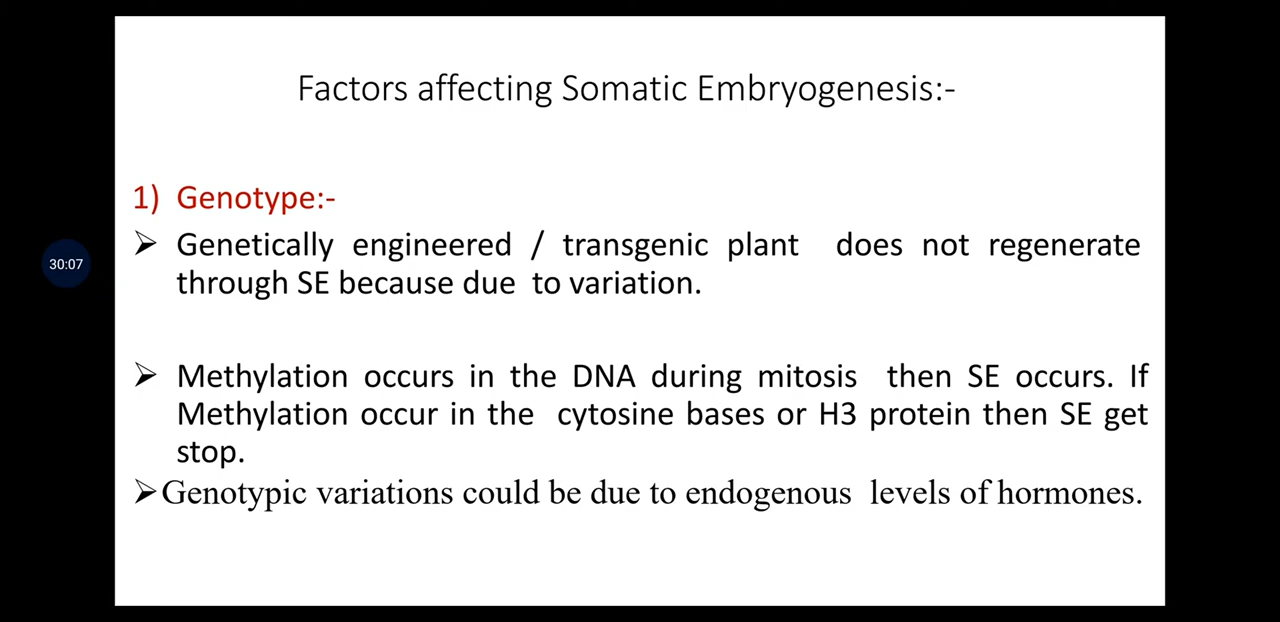 Factors affecting Somatic Embryogenesis:-
1) Genotype:-
➢ Genetically engineered / transgenic plant does not regenerate
through SE because due to variation.
30:07
➢ Methylation occurs in the DNA during mitosis then SE occurs. If
Methylation occur in the cytosine bases or H3 protein then SE get
stop.
➢Genotypic variations could be due to endogenous levels of hormones.